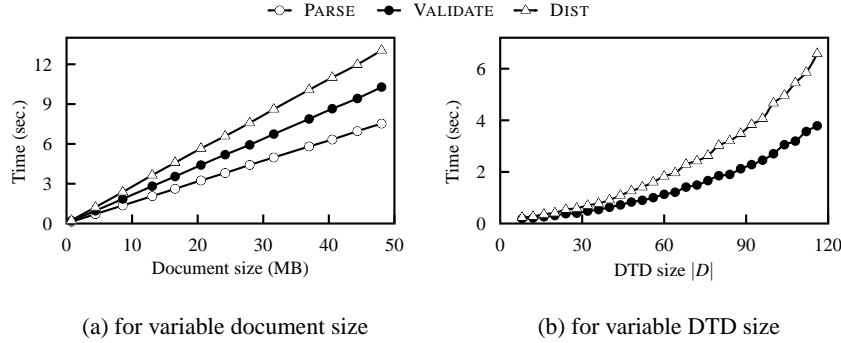 PARSE VALIDATE DIST
12
9
6
3
0
Time (sec.)
0 10 20 30 40 50
Document size (MB)
(a) for variable document size
6
4
2
0
Time (sec.)
0 30 60 90 120
DTD size |D|
(b) for variable DTD size